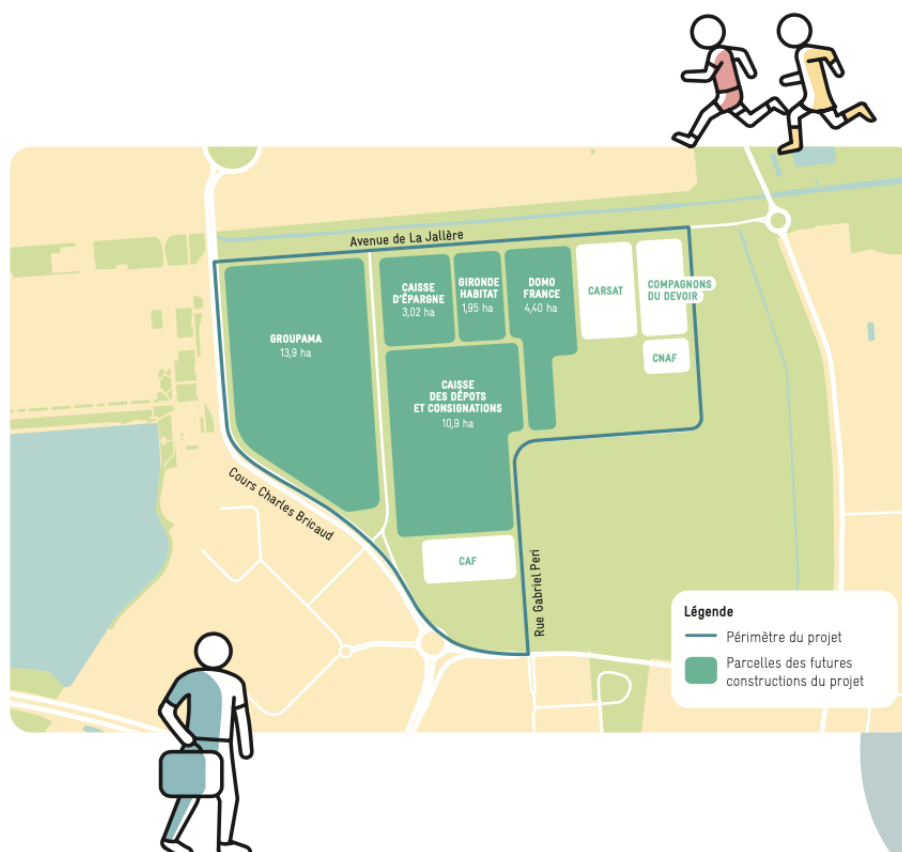 Avenue de La Jallère
GROUPAMA
13,9 ha
CAISSE
D'ÉPARGNE
3,02 ha
GIRONDE
HABITAT
1,95 ha
DOMO
FRANCE
4,40 ha
CARSAT
COMPAGNONS
DU DEVOIR
CNAF
CAISSE
DES DÉPÔTS
ET CONSIGNATIONS
10,9 ha
CAF
Cours Charles Bricaud
Rue Gabriel Peri
Légende
Périmètre du projet
Parcelles des futures
constructions du projet